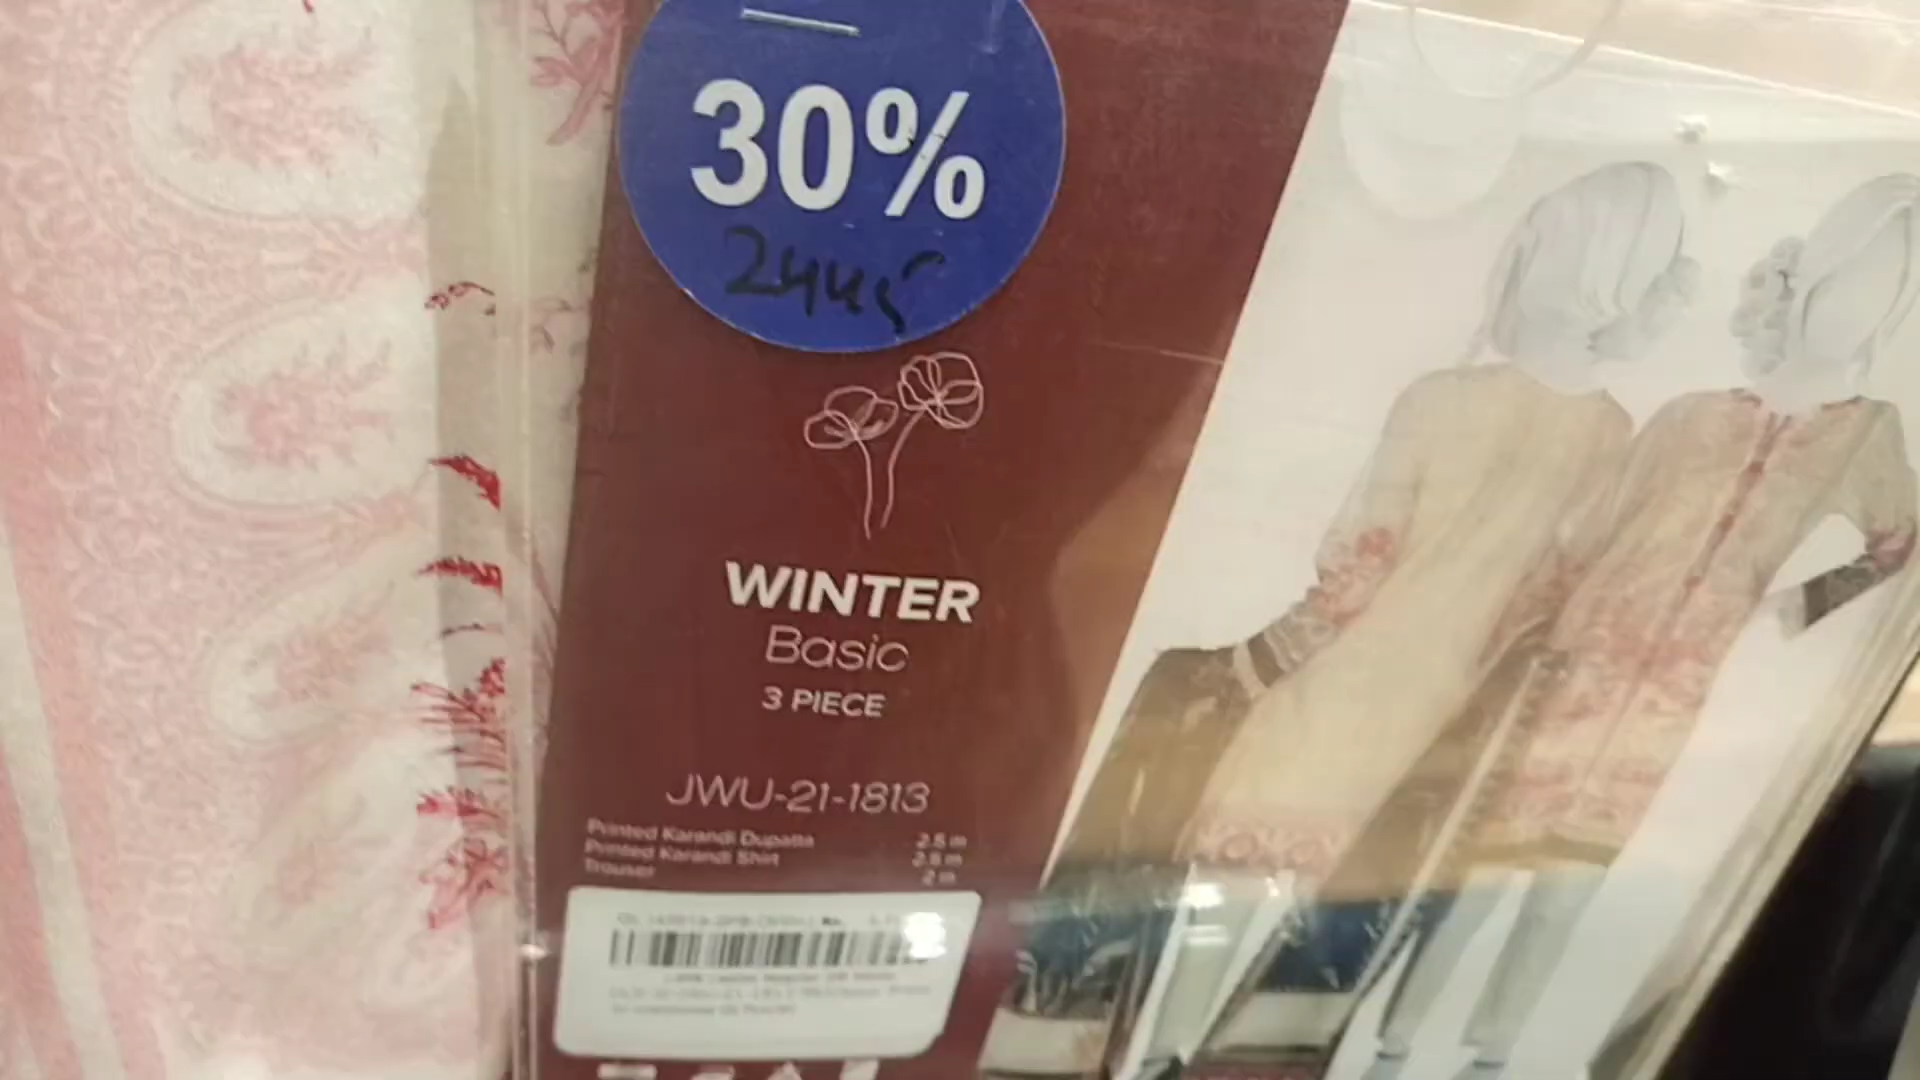 30%
2445
WINTER
Basic
3 PIECE
JWU-21-1813
Printed Karandi Dupatta 2.5 m
Printed Karandi Shirt 2.5 m
Trouser 2 m